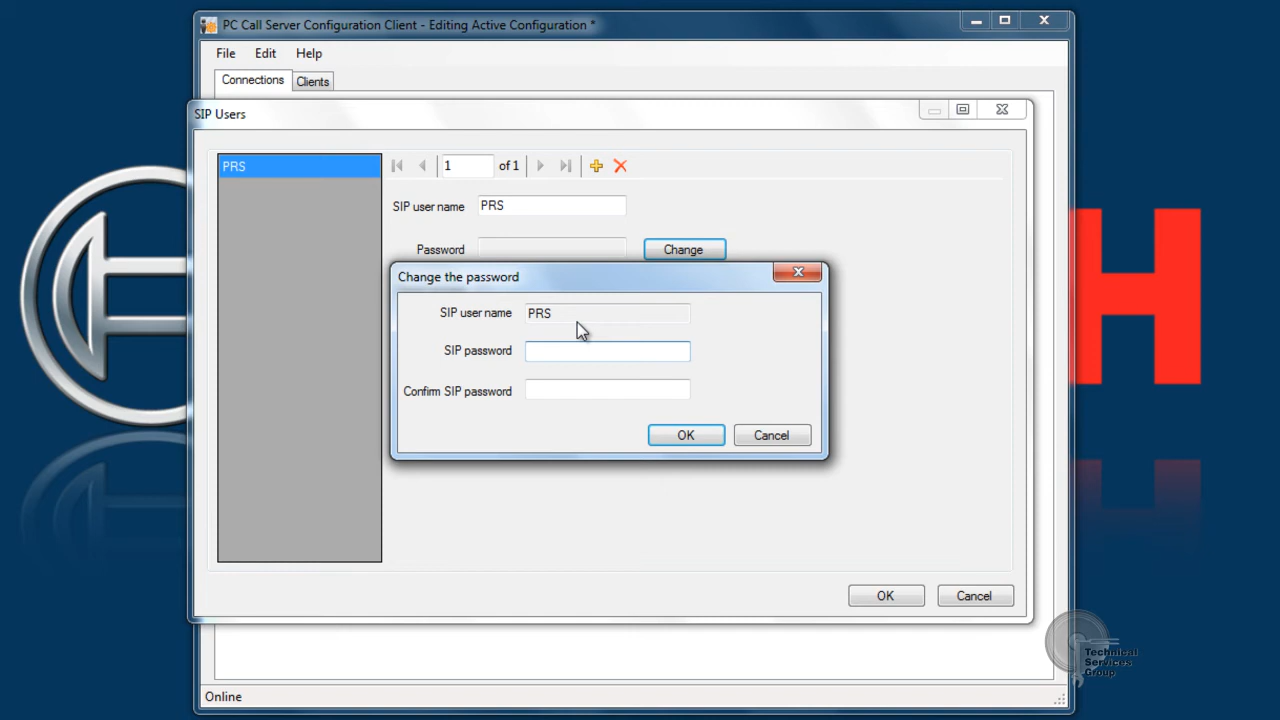 PC Call Server Configuration Client - Editing Active Configuration *
File Edit Help
Connections Clients
SIP Users
PRS
1 of 1
SIP user name PRS
Password Change
Change the password
SIP user name PRS
SIP password
Confirm SIP password
OK Cancel
OK Cancel
H
Technical
Services
Group
Online